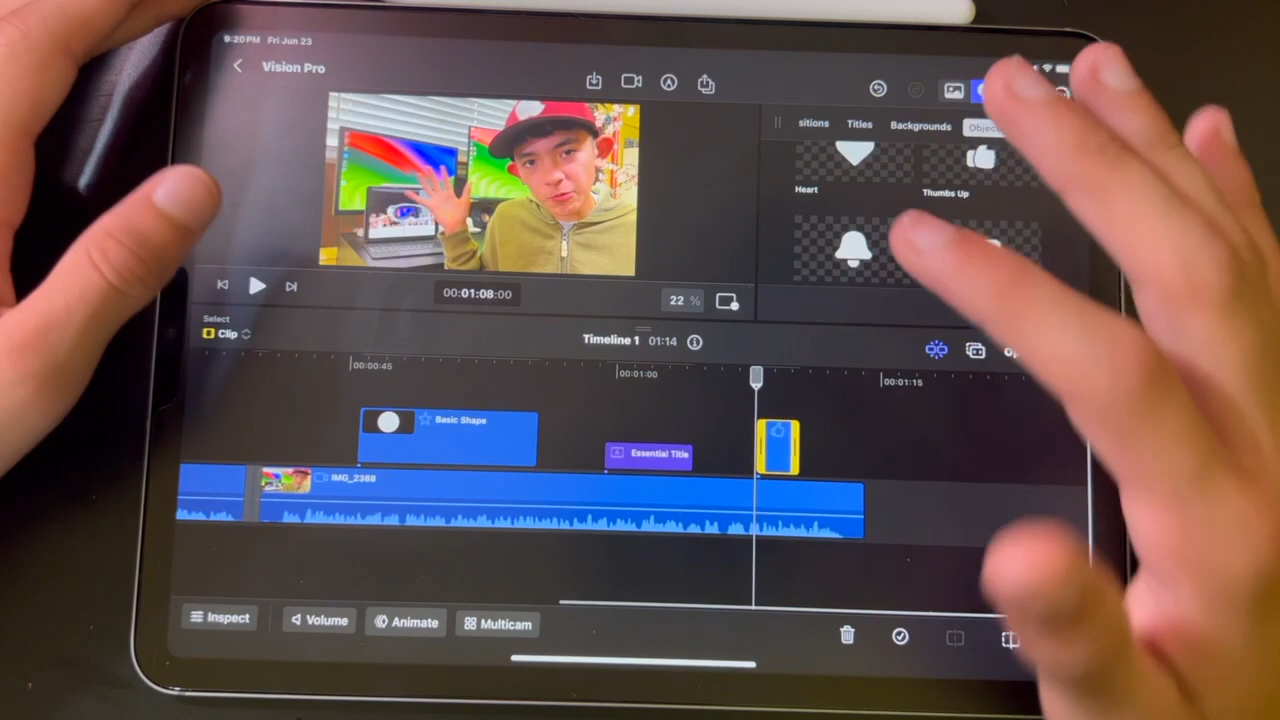 9:20 PM Fri Jun 23
Vision Pro
sitions Titles Backgrounds Objec
Heart
Thumbs Up
00:01:08:00
22 %
Select
Clip
Timeline 1 01:14
00:00:45
00:01:00
00:01:15
Basic Shape
Essential Title
IMG_2388
Inspect
Volume
Animate
Multicam